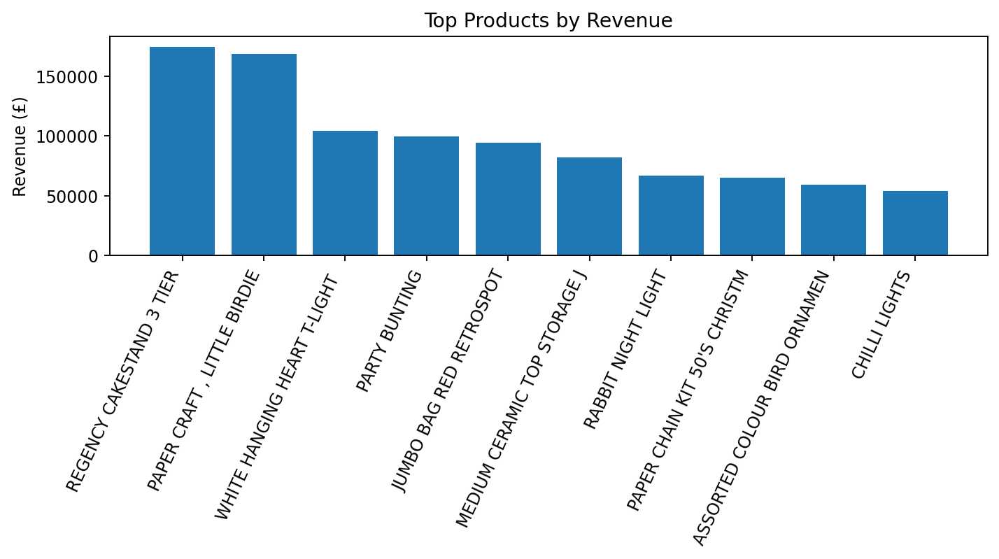 Top Products by Revenue
Revenue (£)
150000
100000
50000
0
REGENCY CAKESTAND 3 TIER
PAPER CRAFT , LITTLE BIRDIE
WHITE HANGING HEART T-LIGHT
PARTY BUNTING
JUMBO BAG RED RETROSPOT
MEDIUM CERAMIC TOP STORAGE J
RABBIT NIGHT LIGHT
PAPER CHAIN KIT 50'S CHRISTM
ASSORTED COLOUR BIRD ORNAMEN
CHILLI LIGHTS